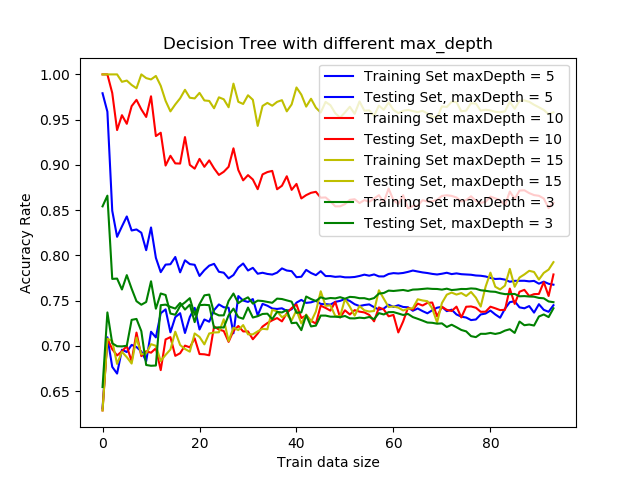 Decision Tree with different max_depth
Training Set maxDepth = 5
Testing Set, maxDepth = 5
Training Set maxDepth = 10
Testing Set, maxDepth = 10
Training Set maxDepth = 15
Testing Set, maxDepth = 15
Training Set maxDepth = 3
Testing Set, maxDepth = 3
Accuracy Rate
1.00
0.95
0.90
0.85
0.80
0.75
0.70
0.65
0 20 40 60 80
Train data size